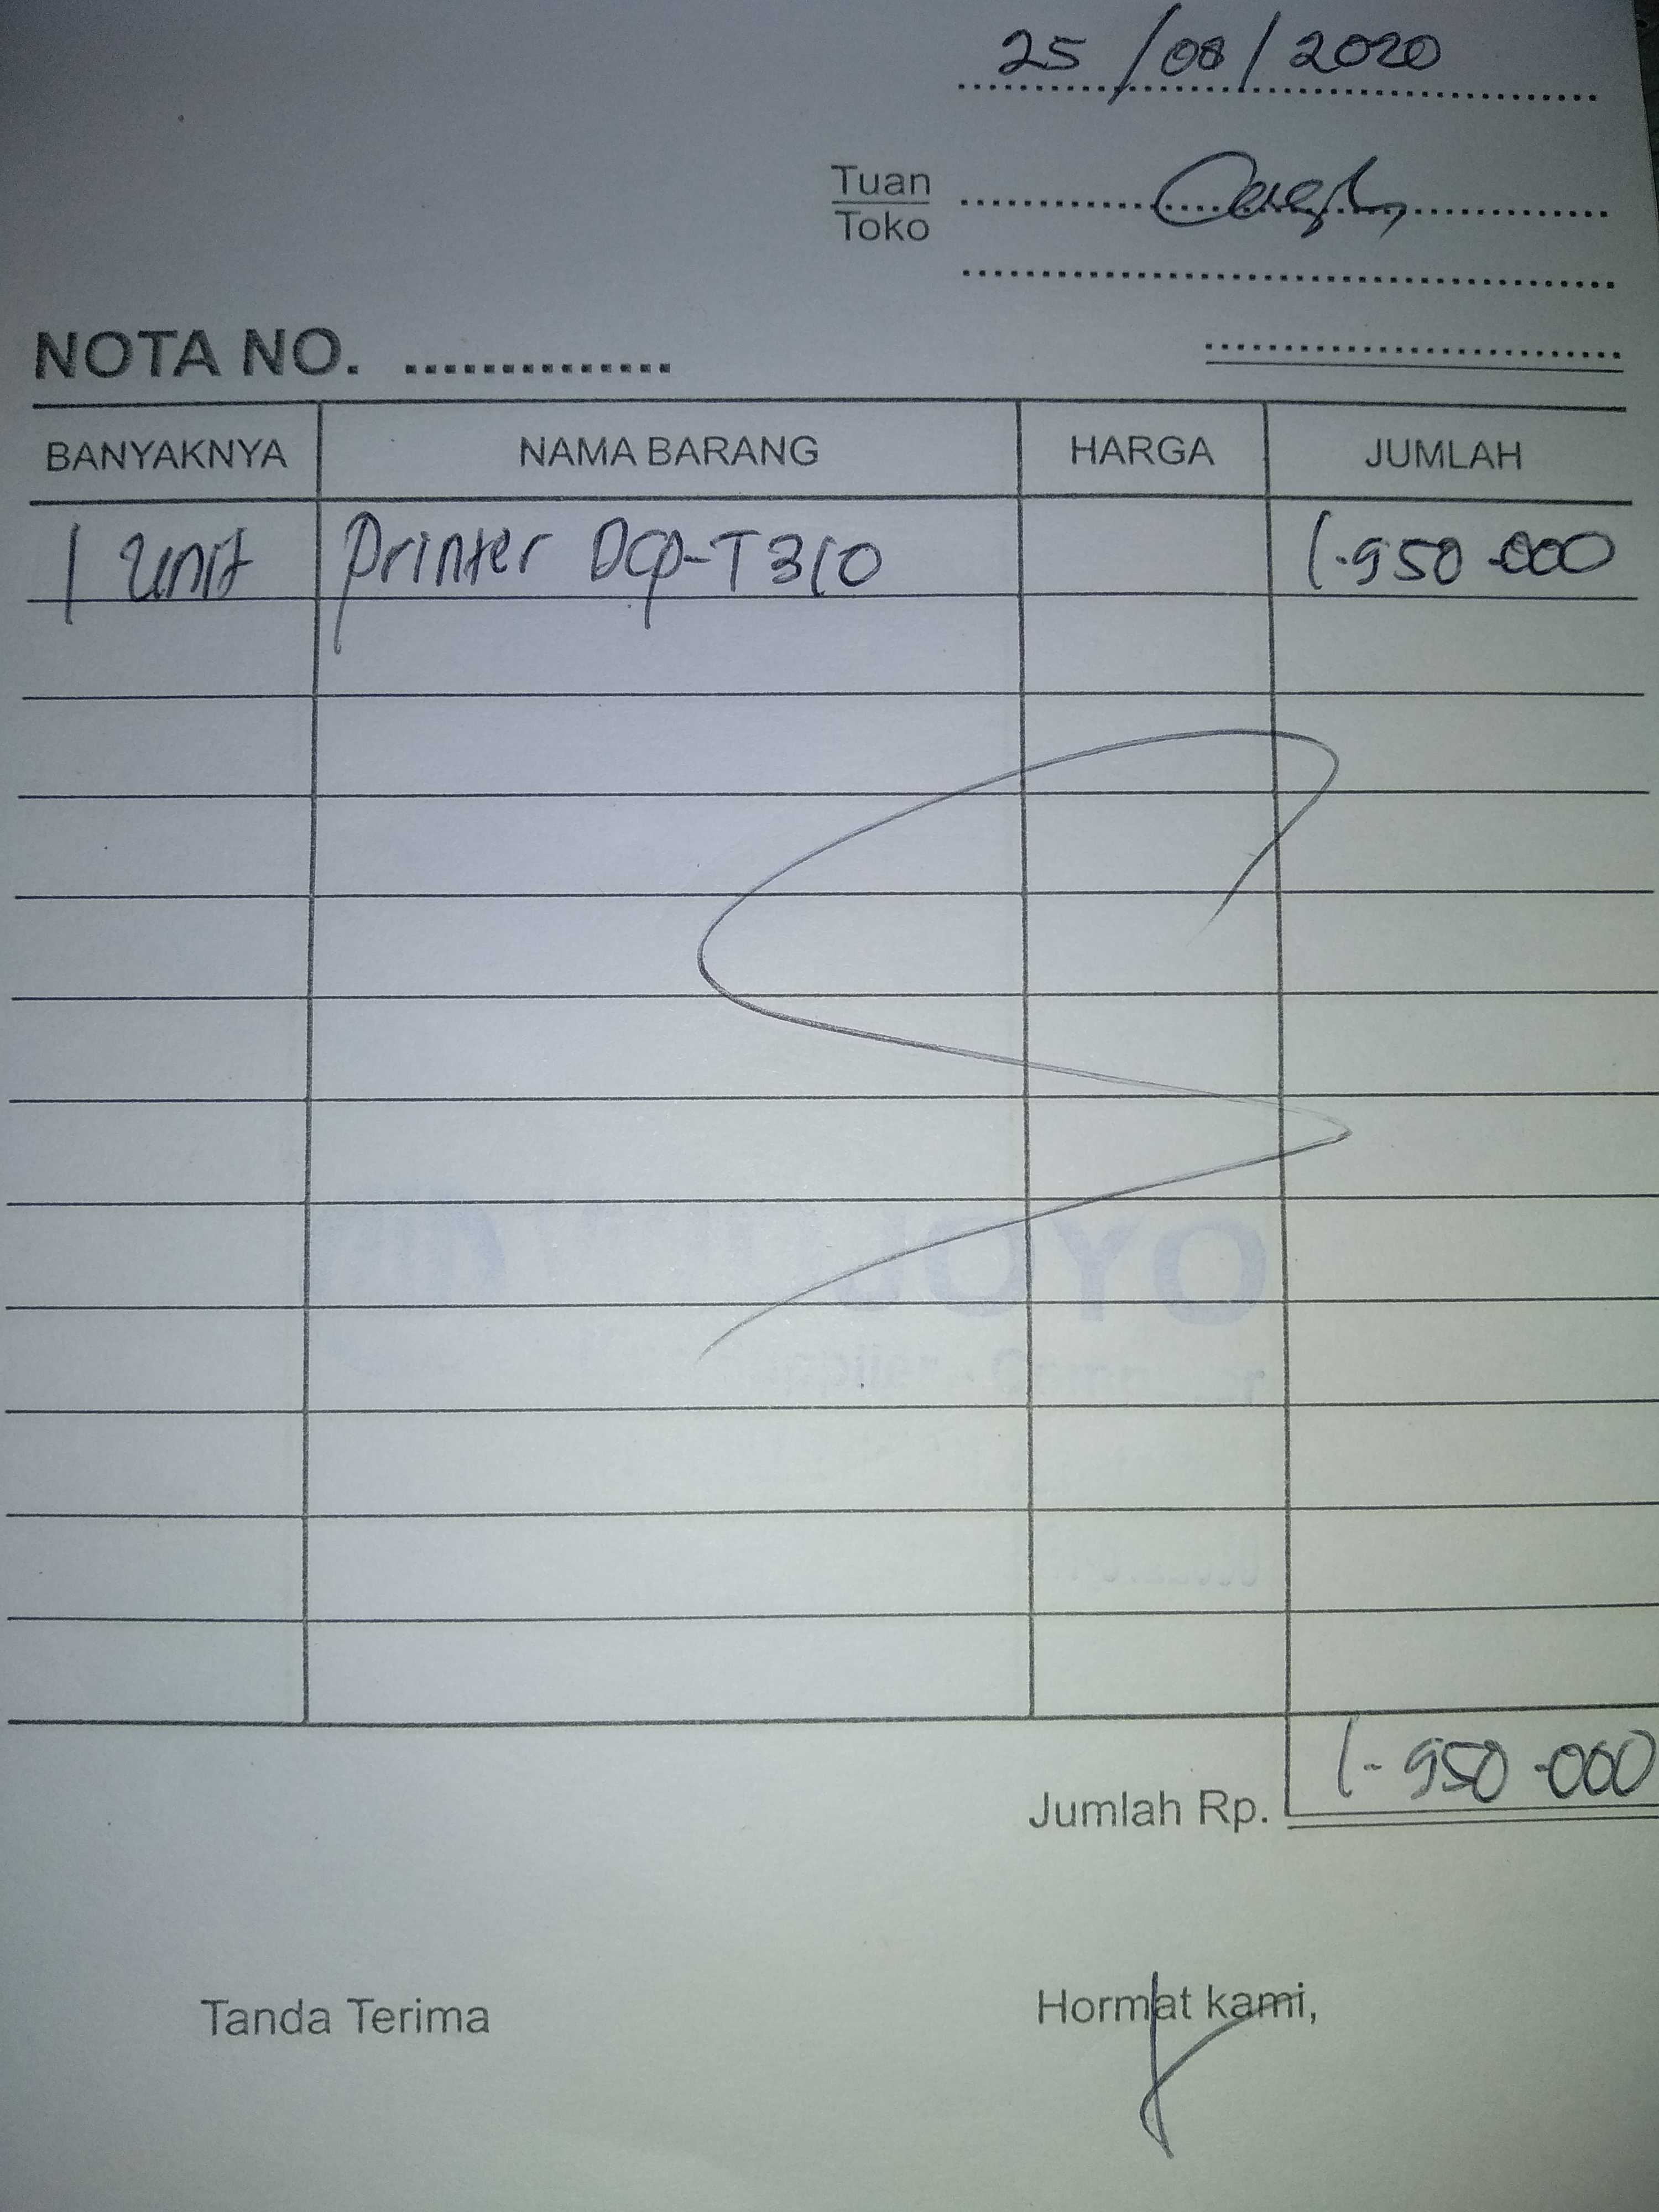 25/08/2020
Tuan
Toko
Cash
NOTA NO. ..............
BANYAKNYA NAMA BARANG HARGA JUMLAH
1 Unit Printer Dcp-T310 1.950.000
Jumlah Rp. 1.950.000
Tanda Terima Hormat kami,